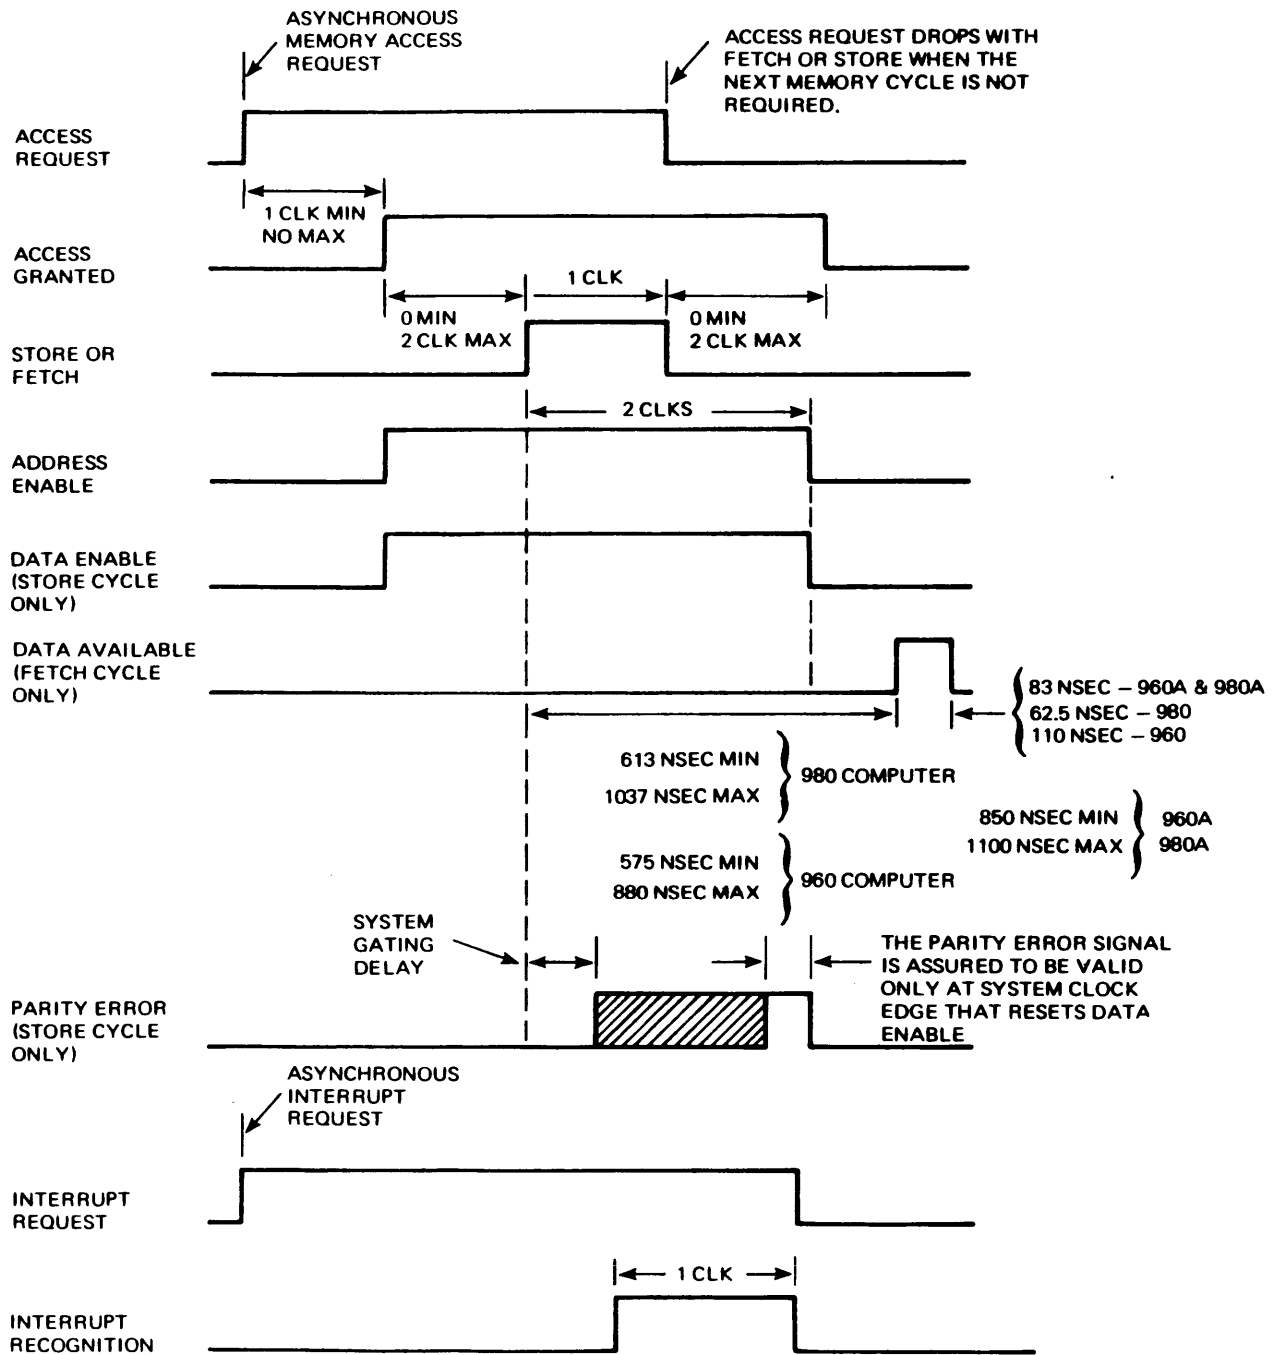 ASYNCHRONOUS
MEMORY ACCESS
REQUEST
ACCESS REQUEST DROPS WITH
FETCH OR STORE WHEN THE
NEXT MEMORY CYCLE IS NOT
REQUIRED.
ACCESS
REQUEST
1 CLK MIN
NO MAX
ACCESS
GRANTED
1 CLK
0 MIN
2 CLK MAX
0 MIN
2 CLK MAX
STORE OR
FETCH
2 CLKS
ADDRESS
ENABLE
DATA ENABLE
(STORE CYCLE
ONLY)
DATA AVAILABLE
(FETCH CYCLE
ONLY)
83 NSEC – 960A & 980A
62.5 NSEC – 980
110 NSEC – 960
613 NSEC MIN
1037 NSEC MAX
980 COMPUTER
850 NSEC MIN
1100 NSEC MAX
960A
980A
575 NSEC MIN
880 NSEC MAX
960 COMPUTER
SYSTEM
GATING
DELAY
THE PARITY ERROR SIGNAL
IS ASSURED TO BE VALID
ONLY AT SYSTEM CLOCK
EDGE THAT RESETS DATA
ENABLE
PARITY ERROR
(STORE CYCLE
ONLY)
ASYNCHRONOUS
INTERRUPT
REQUEST
INTERRUPT
REQUEST
1 CLK
INTERRUPT
RECOGNITION